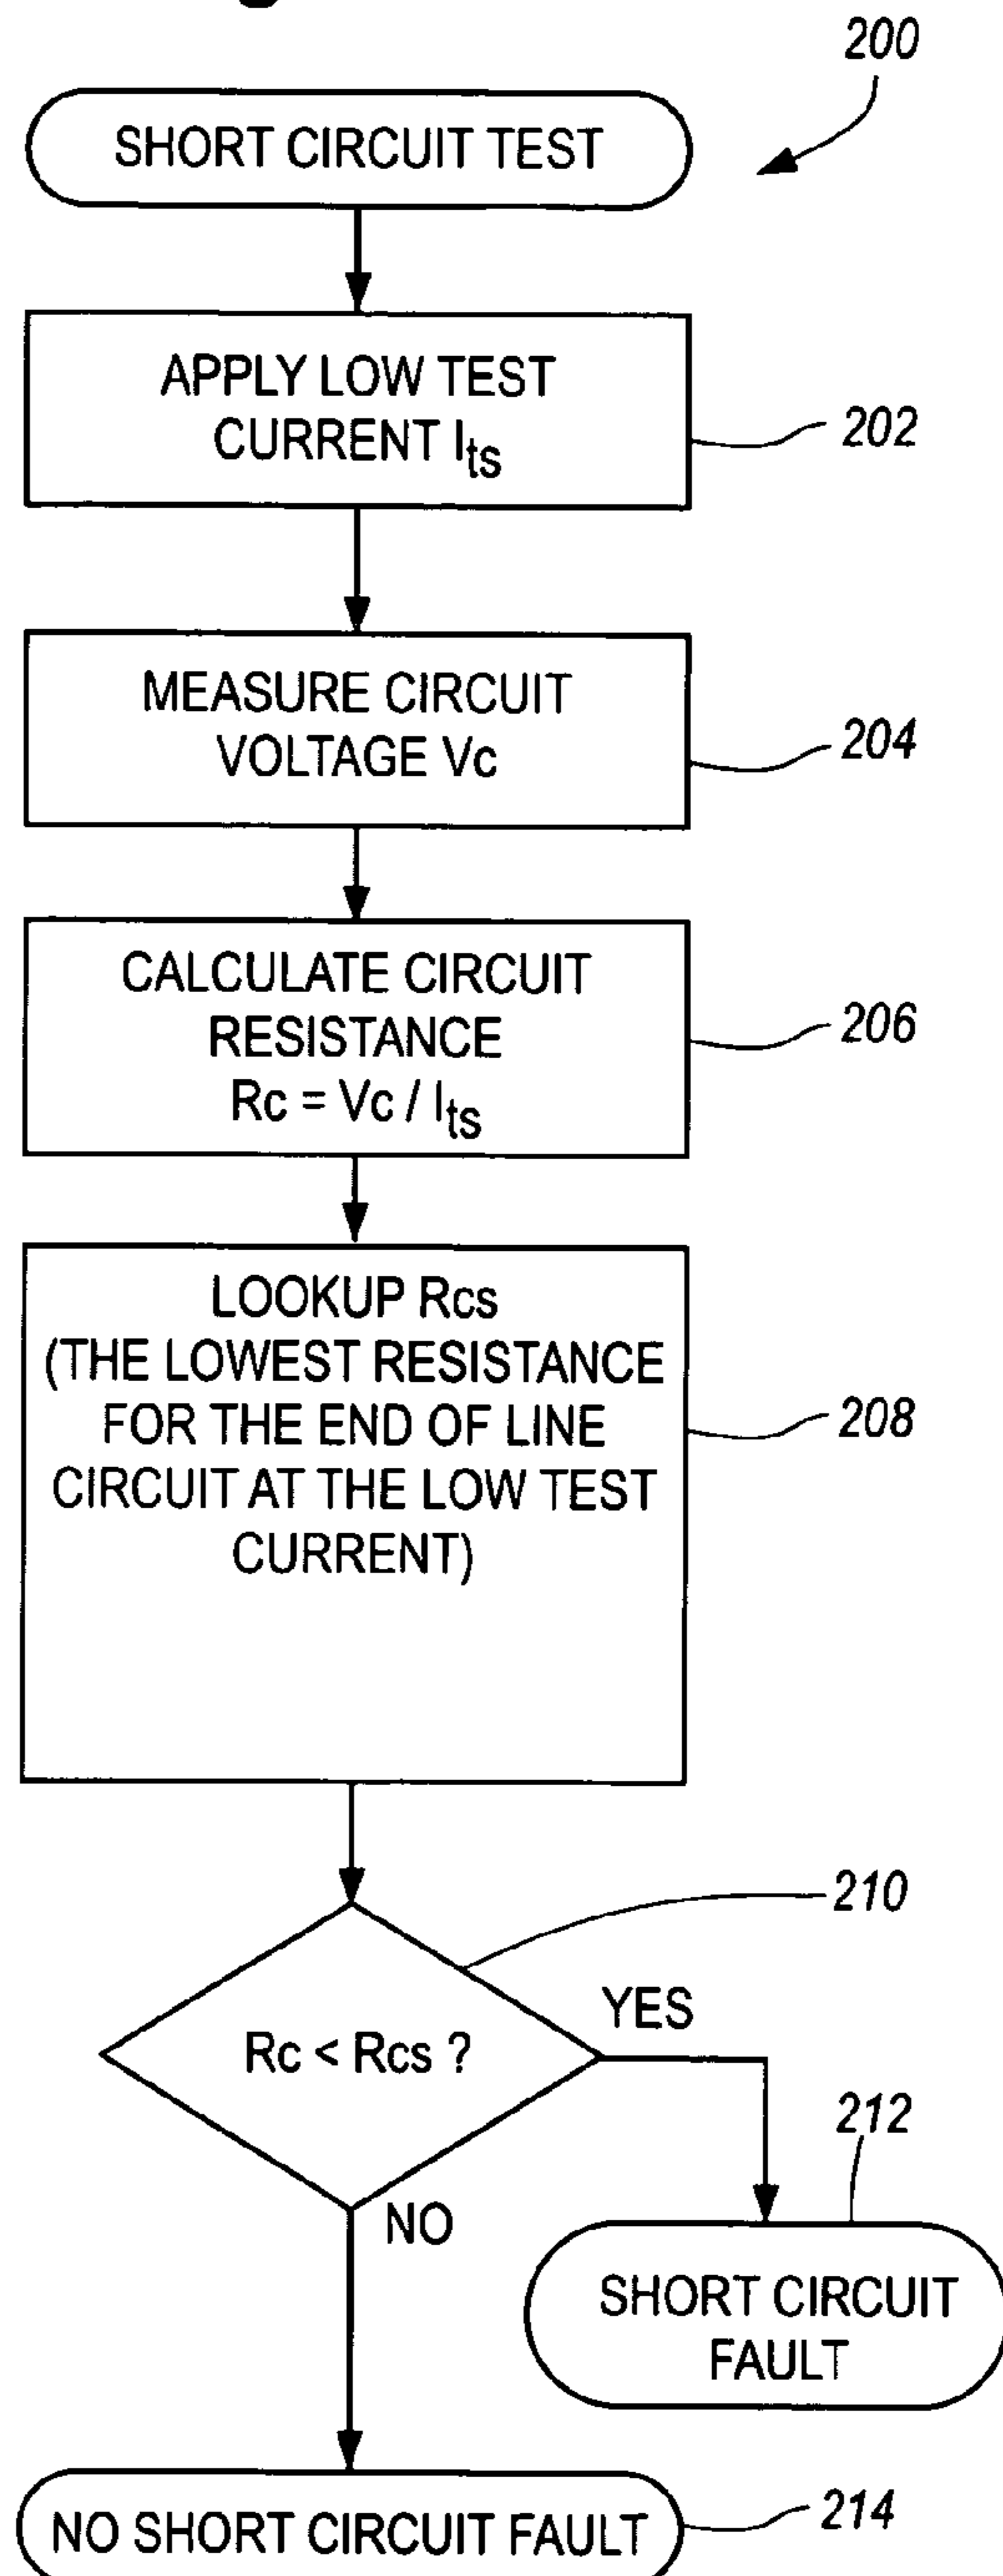 200
SHORT CIRCUIT TEST
APPLY LOW TEST
CURRENT Its
202
MEASURE CIRCUIT
VOLTAGE Vc
204
CALCULATE CIRCUIT
RESISTANCE
Rc = Vc / Its
206
LOOKUP Rcs
(THE LOWEST RESISTANCE
FOR THE END OF LINE
CIRCUIT AT THE LOW TEST
CURRENT)
208
210
Rc < Rcs ?
YES
NO
212
SHORT CIRCUIT
FAULT
NO SHORT CIRCUIT FAULT
214